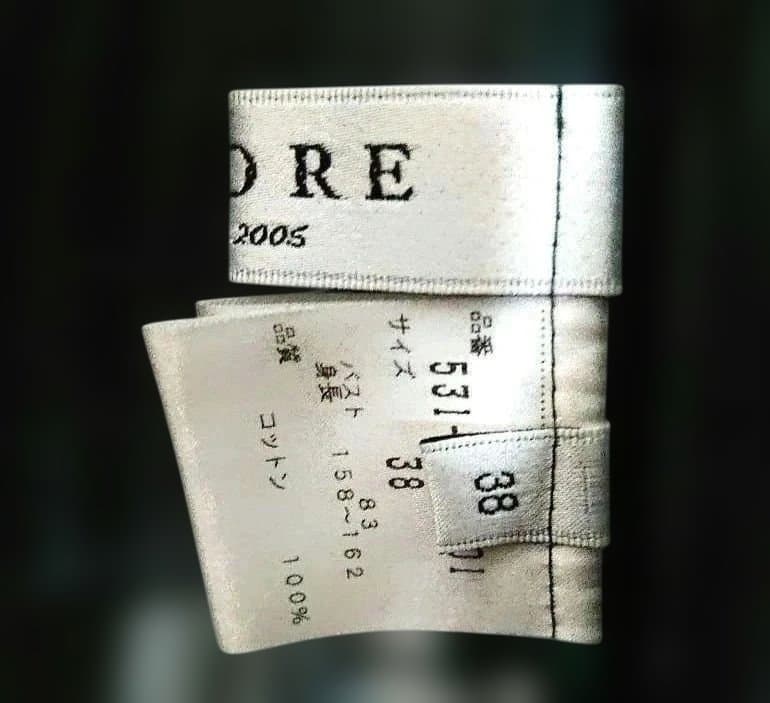 ORE
2005
品番 531-
サイズ 38
バスト 83
身長 158~162
品質 コットン 100%
38